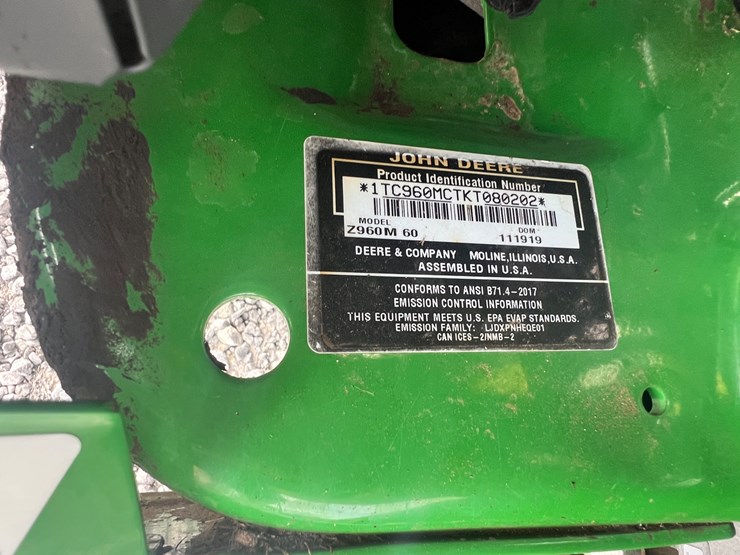 JOHN DEERE
Product Identification Number
*1TC960MCTKT080202*
MODEL DOM
Z960M 60 111919
DEERE & COMPANY MOLINE, ILLINOIS, U.S.A.
ASSEMBLED IN U.S.A.
CONFORMS TO ANSI B71.4-2017
EMISSION CONTROL INFORMATION
THIS EQUIPMENT MEETS U.S. EPA EVAP STANDARDS.
EMISSION FAMILY: LJDXPNHEQE01
CAN ICES-2/NMB-2